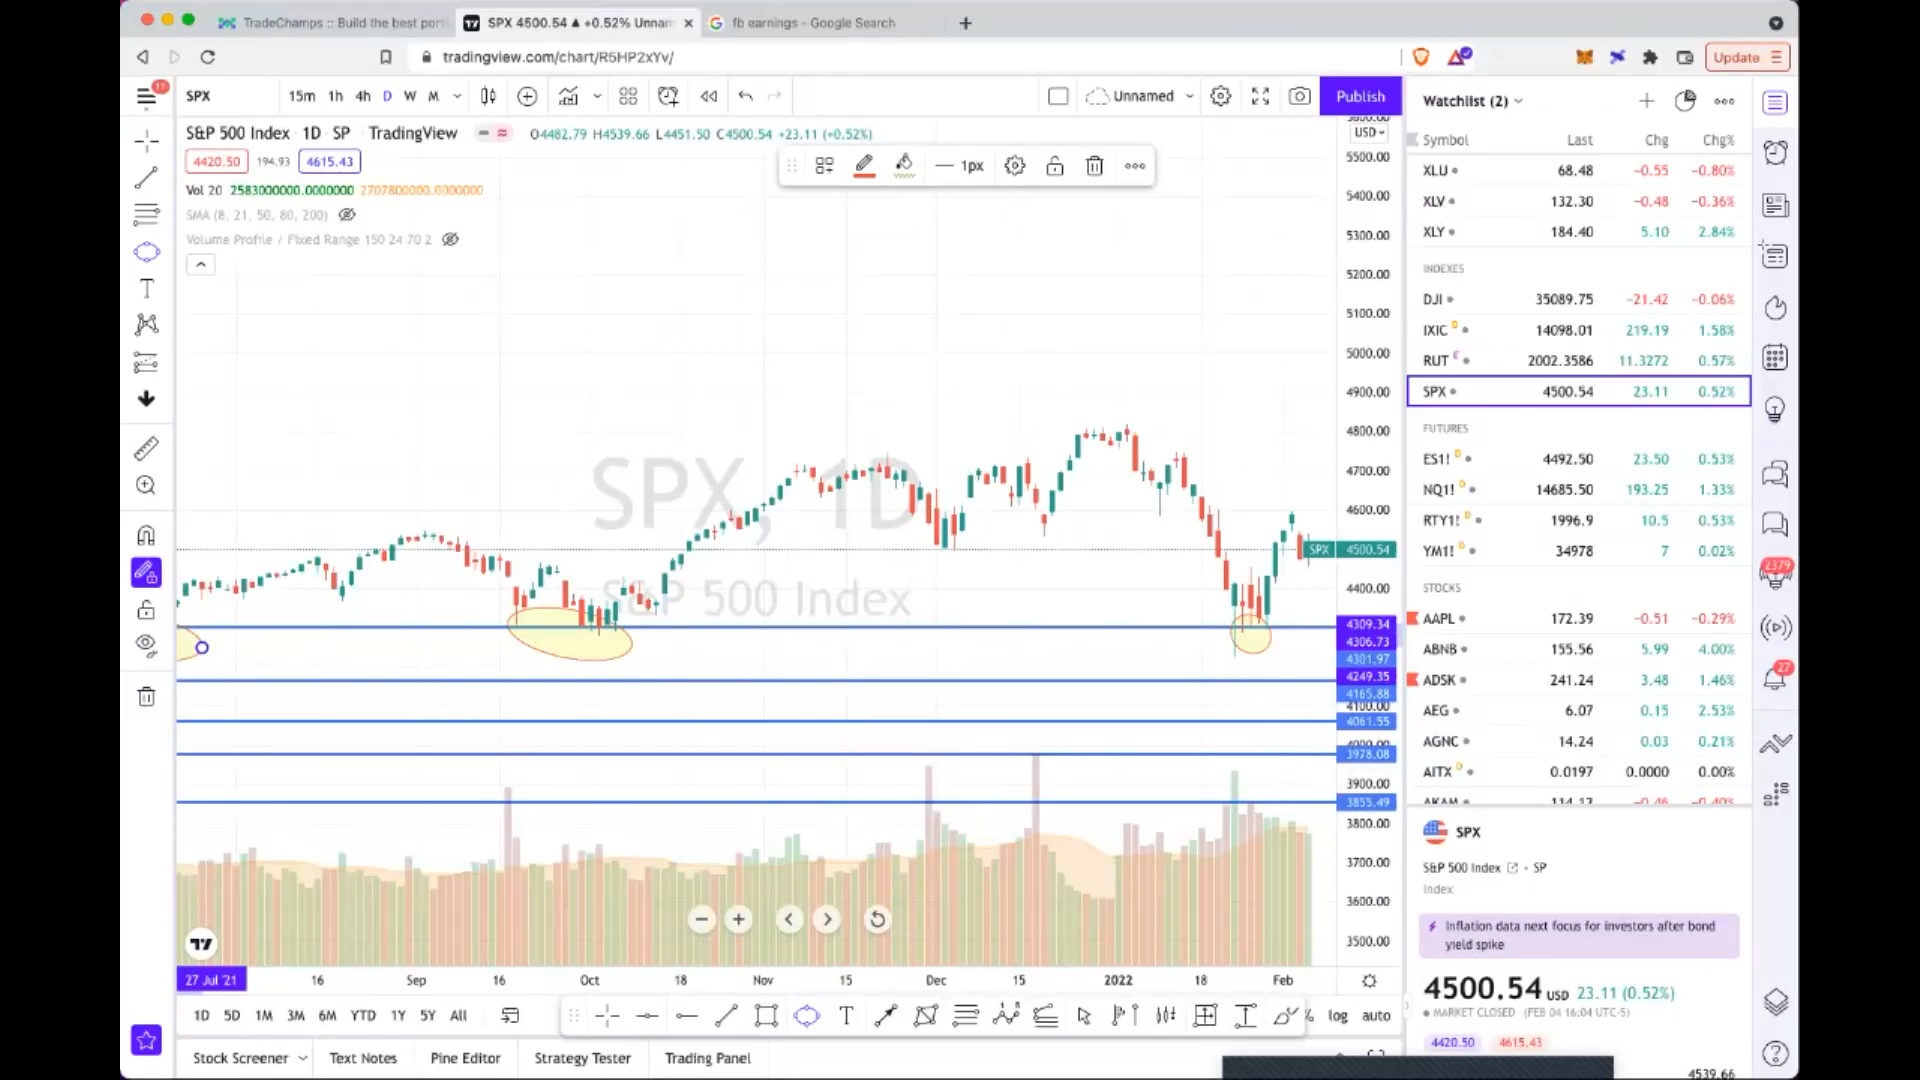 TradeChamps :: Build the best port
SPX 4500.54 ▲ +0.52% Unnan
fb earnings - Google Search
tradingview.com/chart/R5HP2xYv/
Update
11
SPX
15m 1h 4h D W M
Unnamed
Publish
S&P 500 Index · 1D · SP TradingView
O4482.79 H4539.66 L4451.50 C4500.54 +23.11 (+0.52%)
4420.50 194.93 4615.43
Vol 20 2583000000.0000000 2707800000.0000000
SMA (8, 21, 50, 80, 200)
Volume Profile / Fixed Range 150 24 70 2
1px
USD
5500.00
5400.00
5300.00
5200.00
5100.00
5000.00
4900.00
4800.00
4700.00
4600.00
SPX 4500.54
4400.00
4309.34
4306.73
4301.97
4249.35
4165.88
4100.00
4061.55
3978.08
3900.00
3855.49
3800.00
3700.00
3600.00
3500.00
SPX, 1D
S&P 500 Index
27 Jul '21 16 Sep 16 Oct 18 Nov 15 Dec 15 2022 18 Feb
1D 5D 1M 3M 6M YTD 1Y 5Y All
% log auto
Stock Screener Text Notes Pine Editor Strategy Tester Trading Panel
Watchlist (2)
Symbol Last Chg Chg%
XLU 68.48 −0.55 −0.80%
XLV 132.30 −0.48 −0.36%
XLY 184.40 5.10 2.84%
INDEXES
DJI 35089.75 −21.42 −0.06%
IXIC D 14098.01 219.19 1.58%
RUT E 2002.3586 11.3272 0.57%
SPX 4500.54 23.11 0.52%
FUTURES
ES1! D 4492.50 23.50 0.53%
NQ1! D 14685.50 193.25 1.33%
RTY1! D 1996.9 10.5 0.53%
YM1! D 34978 7 0.02%
STOCKS
AAPL 172.39 −0.51 −0.29%
ABNB 155.56 5.99 4.00%
ADSK 241.24 3.48 1.46%
AEG 6.07 0.15 2.53%
AGNC 14.24 0.03 0.21%
AITX D 0.0197 0.0000 0.00%
AKAM 114.17 −0.46 −0.40%
SPX
S&P 500 Index · SP
Index
Inflation data next focus for investors after bond
yield spike
4500.54 USD 23.11 (0.52%)
MARKET CLOSED (FEB 04 16:04 UTC-5)
4420.50 4615.43
4539.66
2379
27